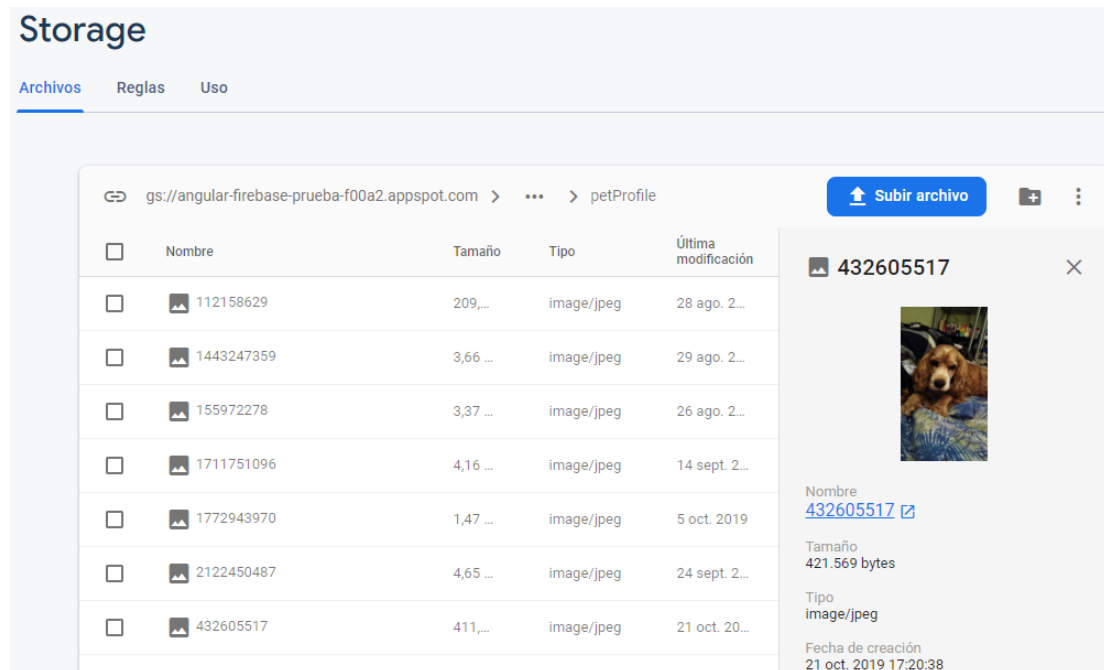 Storage
Archivos Reglas Uso
gs://angular-firebase-prueba-f00a2.appspot.com > ••• > petProfile Subir archivo
Nombre Tamaño Tipo Última modificación
112158629 209,... image/jpeg 28 ago. 2...
1443247359 3,66 ... image/jpeg 29 ago. 2...
155972278 3,37 ... image/jpeg 26 ago. 2...
1711751096 4,16 ... image/jpeg 14 sept. 2...
1772943970 1,47 ... image/jpeg 5 oct. 2019
2122450487 4,65 ... image/jpeg 24 sept. 2...
432605517 411,... image/jpeg 21 oct. 20...
432605517
Nombre
432605517
Tamaño
421.569 bytes
Tipo
image/jpeg
Fecha de creación
21 oct. 2019 17:20:38